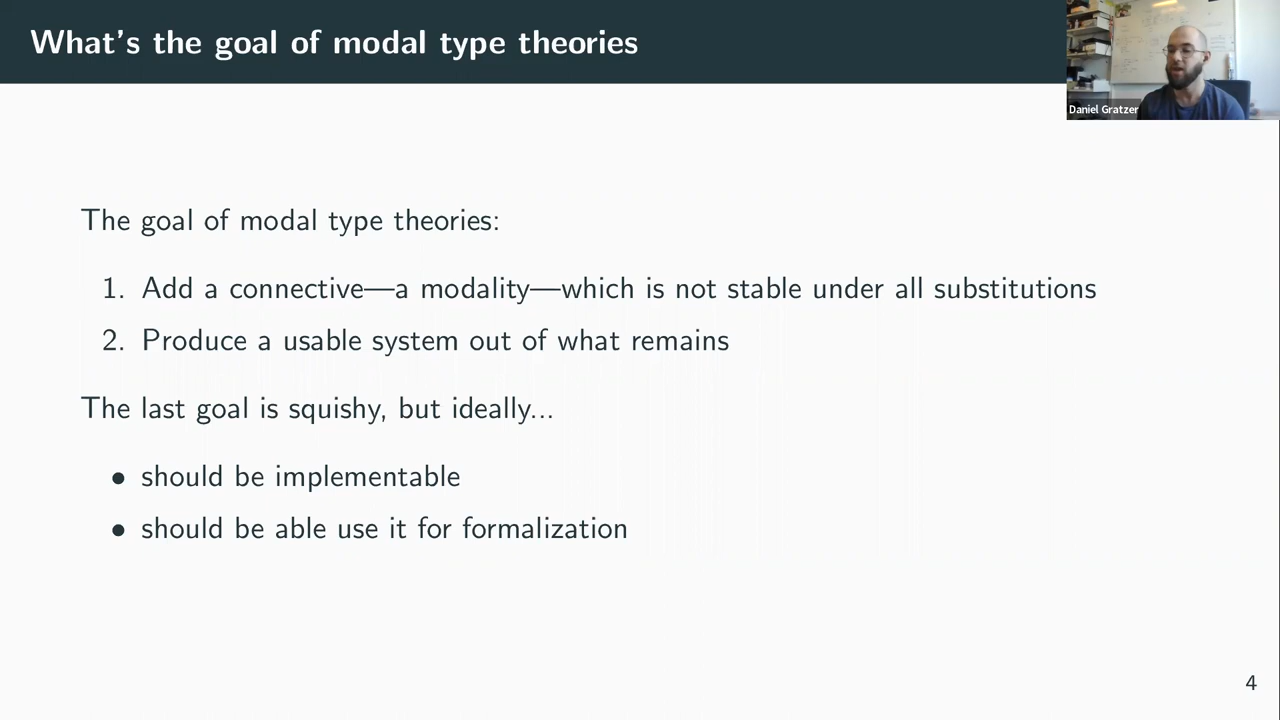 What's the goal of modal type theories
Daniel Gratzer
The goal of modal type theories:
1. Add a connective—a modality—which is not stable under all substitutions
2. Produce a usable system out of what remains
The last goal is squishy, but ideally...
• should be implementable
• should be able use it for formalization
4